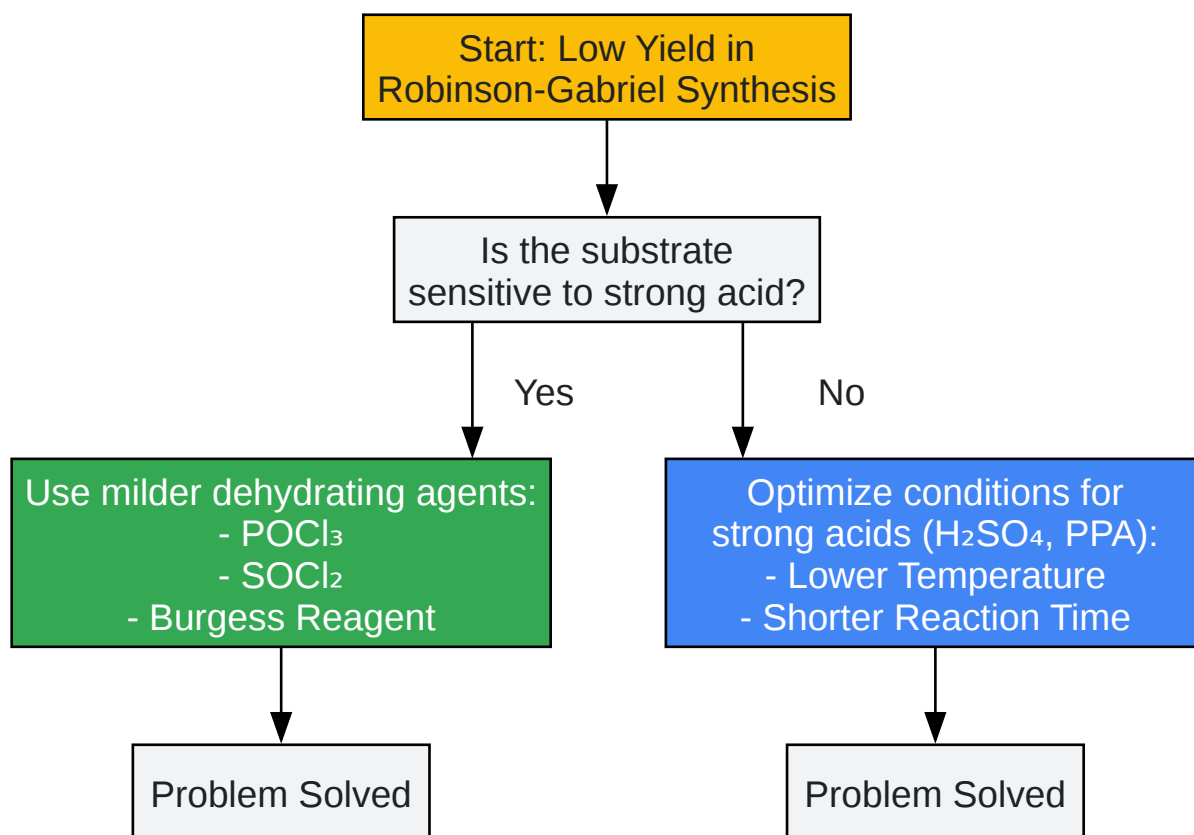 Start: Low Yield in
Robinson-Gabriel Synthesis
Is the substrate
sensitive to strong acid?
Yes
No
Use milder dehydrating agents:
- POCl₃
- SOCl₂
- Burgess Reagent
Optimize conditions for
strong acids (H₂SO₄, PPA):
- Lower Temperature
- Shorter Reaction Time
Problem Solved
Problem Solved